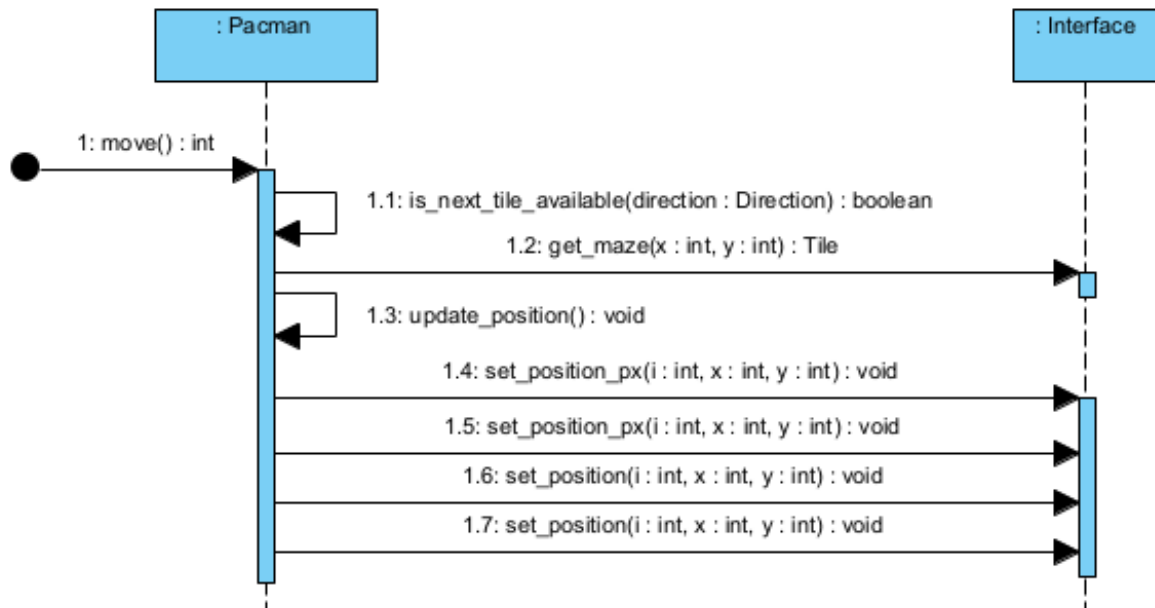 : Pacman
: Interface
1: move() : int
1.1: is_next_tile_available(direction : Direction) : boolean
1.2: get_maze(x : int, y : int) : Tile
1.3: update_position() : void
1.4: set_position_px(i : int, x : int, y : int) : void
1.5: set_position_px(i : int, x : int, y : int) : void
1.6: set_position(i : int, x : int, y : int) : void
1.7: set_position(i : int, x : int, y : int) : void